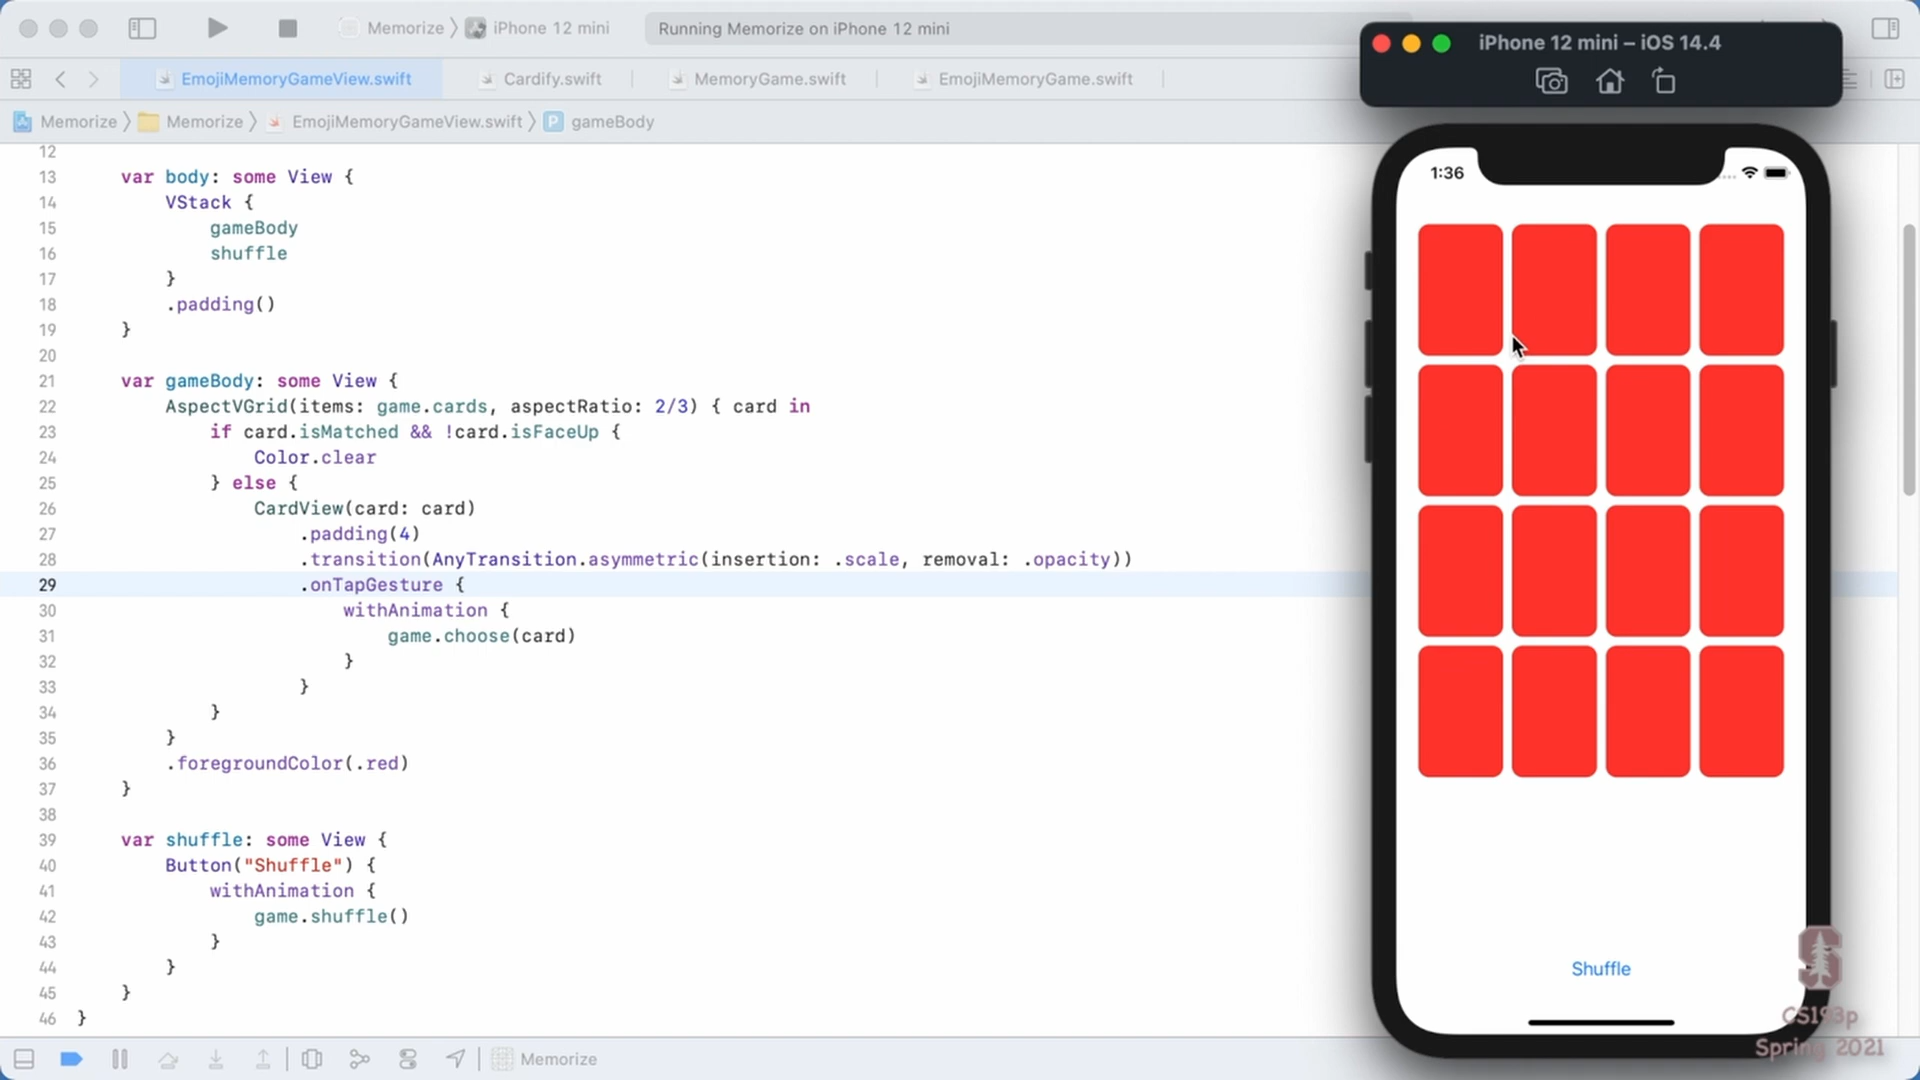 Memorize 〉 iPhone 12 mini
Running Memorize on iPhone 12 mini
EmojiMemoryGameView.swift
Cardify.swift
MemoryGame.swift
EmojiMemoryGame.swift
Memorize 〉 Memorize 〉 EmojiMemoryGameView.swift 〉 P gameBody
12
13 var body: some View {
14 VStack {
15 gameBody
16 shuffle
17 }
18 .padding()
19 }
20
21 var gameBody: some View {
22 AspectVGrid(items: game.cards, aspectRatio: 2/3) { card in
23 if card.isMatched && !card.isFaceUp {
24 Color.clear
25 } else {
26 CardView(card: card)
27 .padding(4)
28 .transition(AnyTransition.asymmetric(insertion: .scale, removal: .opacity))
29 .onTapGesture {
30 withAnimation {
31 game.choose(card)
32 }
33 }
34 }
35 }
36 .foregroundColor(.red)
37 }
38
39 var shuffle: some View {
40 Button("Shuffle") {
41 withAnimation {
42 game.shuffle()
43 }
44 }
45 }
46 }
Memorize
iPhone 12 mini – iOS 14.4
1:36
Shuffle
S
CS193p
Spring 2021